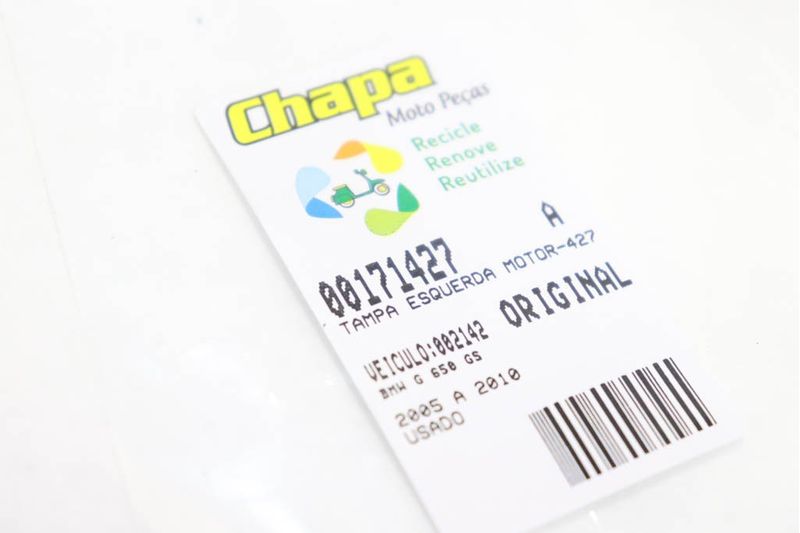 Chapa
Moto Peças
Recicle
Renove
Reutilize
A
00171427
TAMPA ESQUERDA MOTOR-427
ORIGINAL
VEICULO:002142
BMW G 650 GS
2005 A 2010
USADO